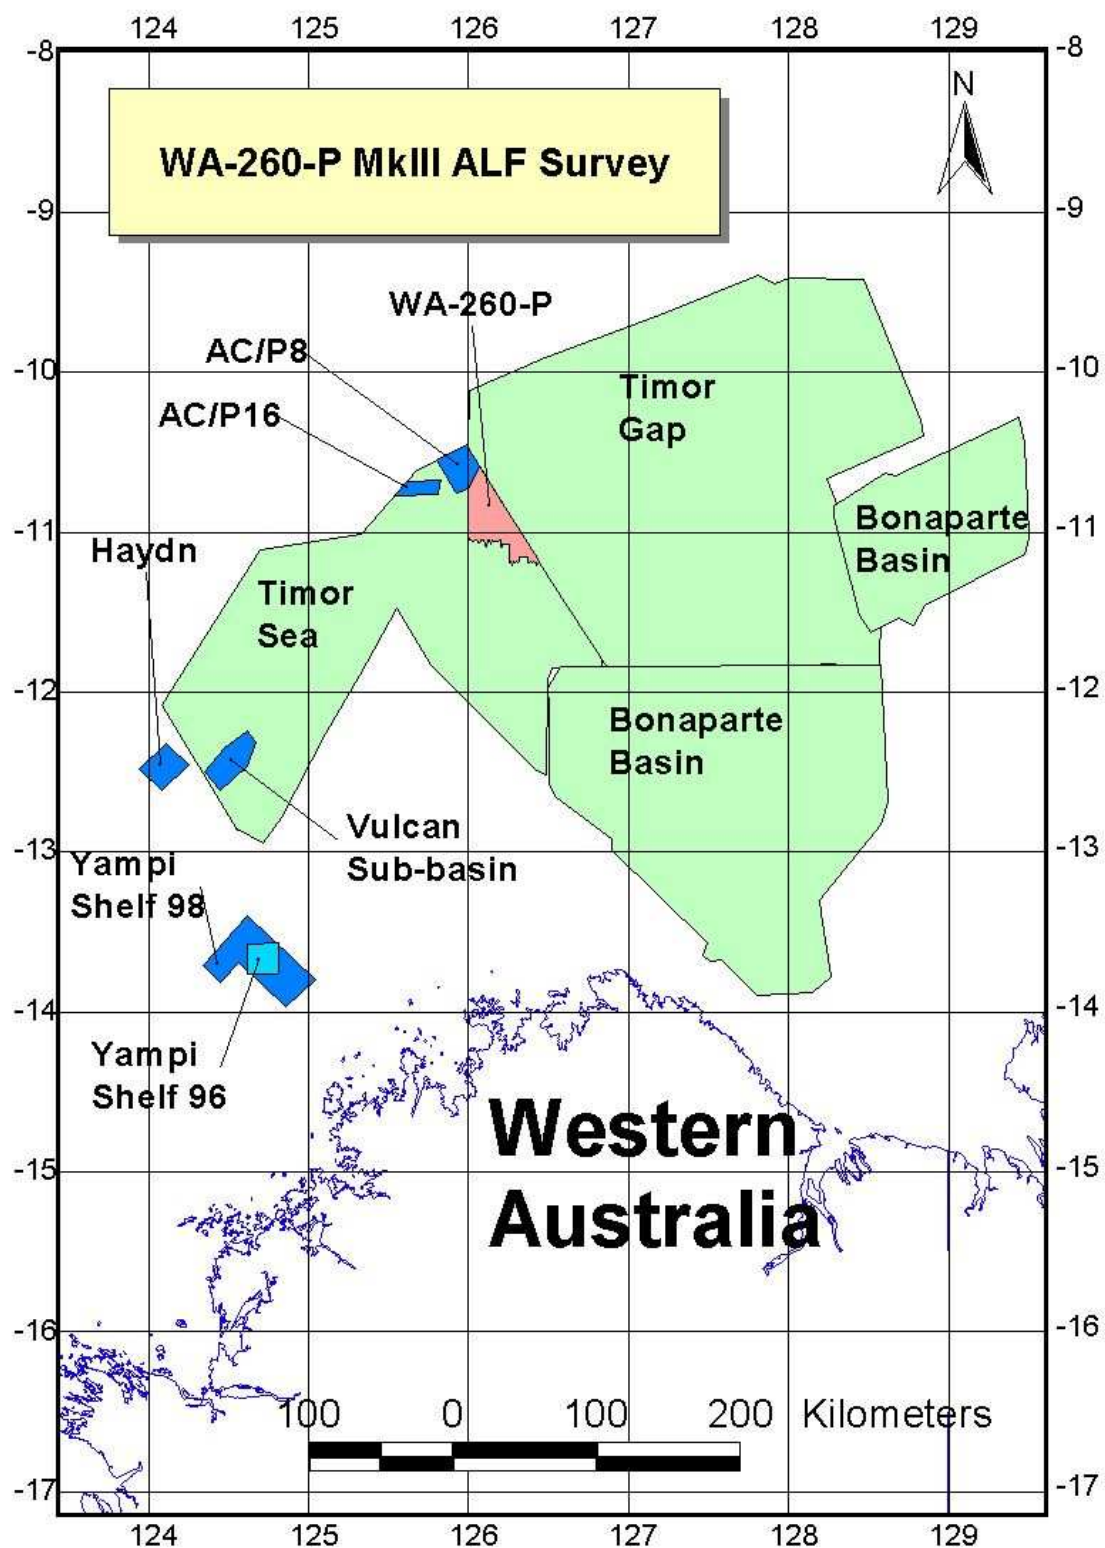 124 125 126 127 128 129
-8 -8
N
WA-260-P MkIII ALF Survey
-9 -9
WA-260-P
AC/P8
-10 -10
Timor
Gap
AC/P16
Bonaparte
Basin
-11 -11
Haydn
Timor
Sea
-12 -12
Bonaparte
Basin
Vulcan
Sub-basin
-13 -13
Yampi
Shelf 98
-14 -14
Yampi
Shelf 96
Western
Australia
-15 -15
-16 -16
100 0 100 200 Kilometers
-17 -17
124 125 126 127 128 129